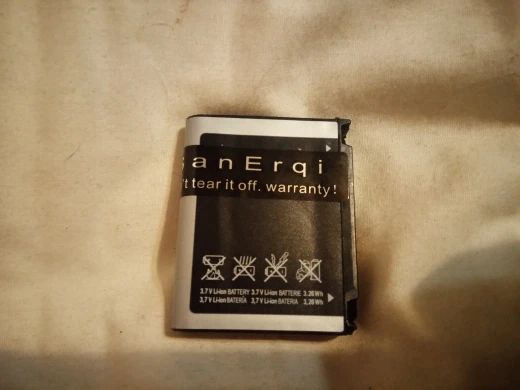 anErqi
't tear it off. warranty!
3.7 V Li-ion BATTERY 3.7 V Li-ion BATTERIE 3.26 Wh
3,7 V Li-ion BATERÍA 3,7 V Li-ion BATERIA 3,26 Wh